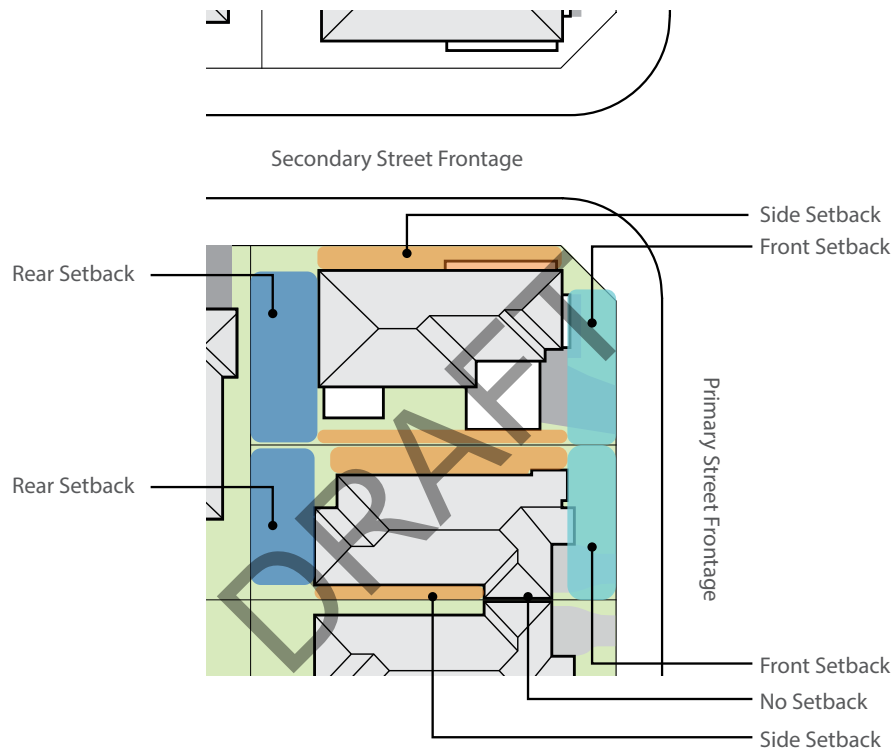 Secondary Street Frontage
Side Setback
Front Setback
Rear Setback
Primary Street Frontage
Rear Setback
DRAFT
Front Setback
No Setback
Side Setback